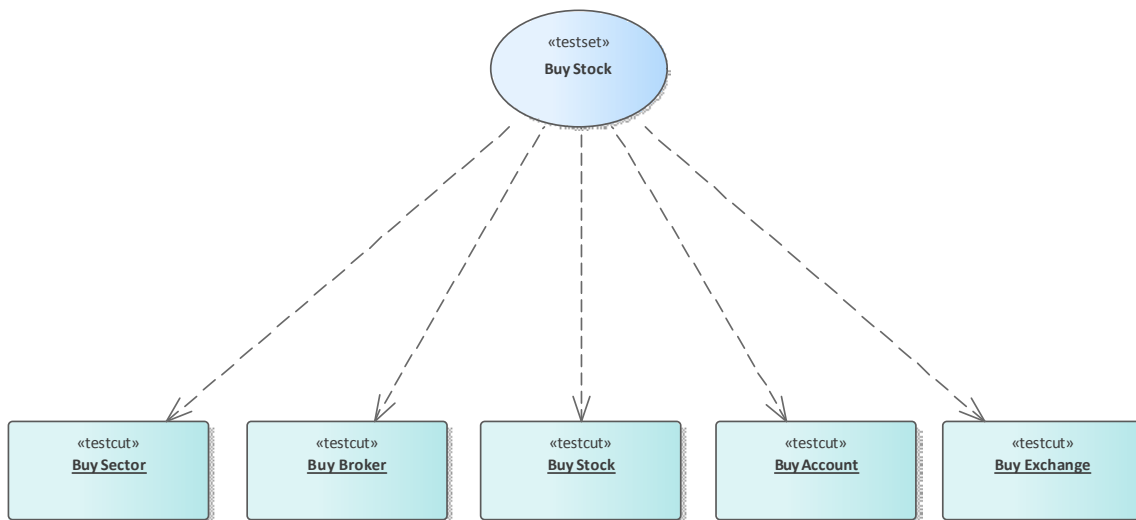 «testset»
Buy Stock
«testcut»
Buy Sector
«testcut»
Buy Broker
«testcut»
Buy Stock
«testcut»
Buy Account
«testcut»
Buy Exchange